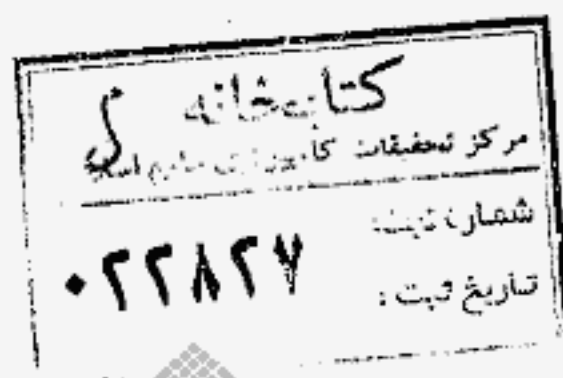 کتابخانه
مرکز تحقیقات کامپیوتری علوم اسلامی
شماره ثبت:
۰۲۲۸۲۷
تاریخ ثبت: